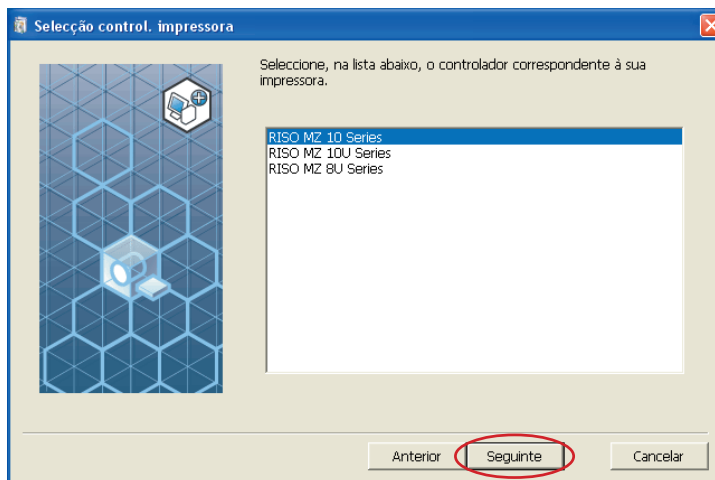 Selecção control. impressora
Seleccione, na lista abaixo, o controlador correspondente à sua
impressora.
RISO MZ 10 Series
RISO MZ 10U Series
RISO MZ 8U Series
Anterior
Seguinte
Cancelar